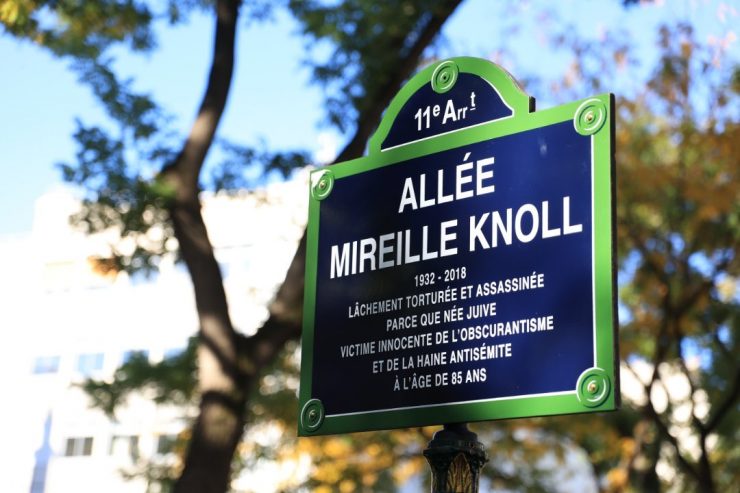 11e Arrt
ALLÉE
MIREILLE KNOLL
1932 - 2018
LÂCHEMENT TORTURÉE ET ASSASSINÉE
PARCE QUE NÉE JUIVE
VICTIME INNOCENTE DE L'OBSCURANTISME
ET DE LA HAINE ANTISÉMITE
À L'ÂGE DE 85 ANS